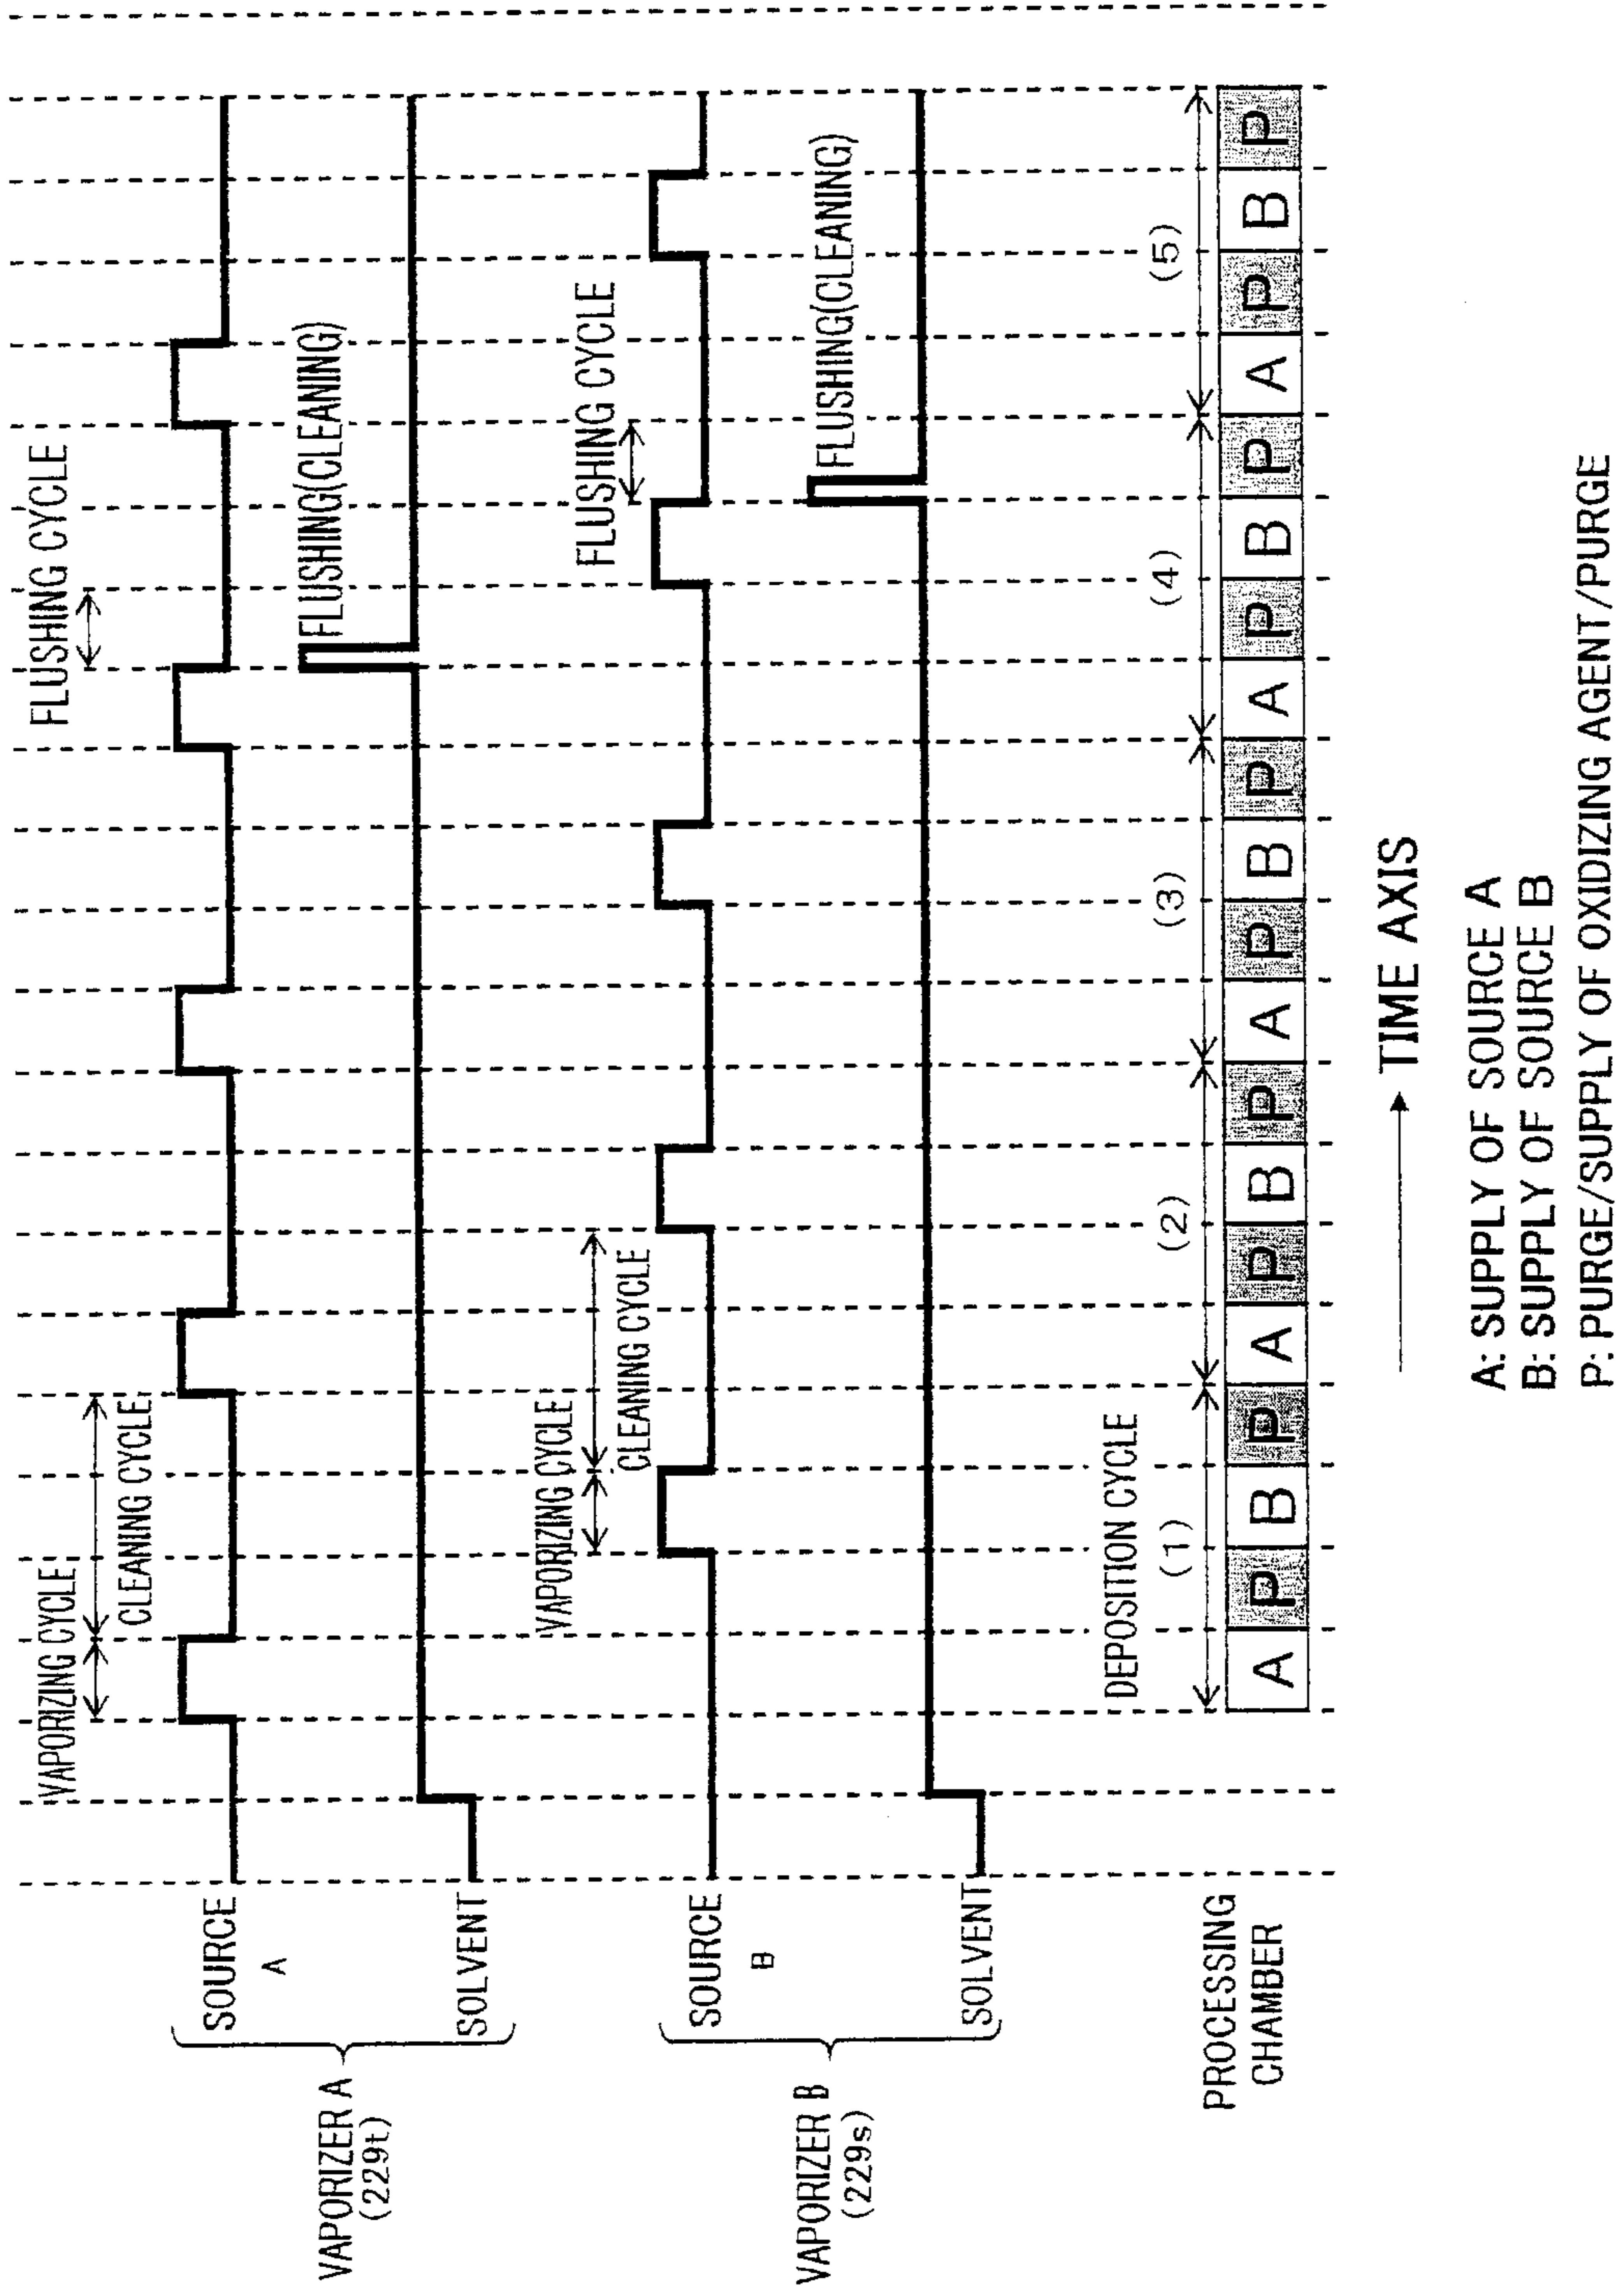 FLUSHING CYCLE
VAPORIZING CYCLE
CLEANING CYCLE
SOURCE
A
FLUSHING(CLEANING)
SOLVENT
VAPORIZER A
(229t)
FLUSHING CYCLE
VAPORIZING CYCLE
CLEANING CYCLE
SOURCE
B
FLUSHING(CLEANING)
SOLVENT
VAPORIZER B
(229s)
DEPOSITION CYCLE
(1) (2) (3) (4) (5)
PROCESSING
CHAMBER
A P B P A P B P A P B P A P B P A P B P
TIME AXIS
A: SUPPLY OF SOURCE A
B: SUPPLY OF SOURCE B
P: PURGE/SUPPLY OF OXIDIZING AGENT/PURGE